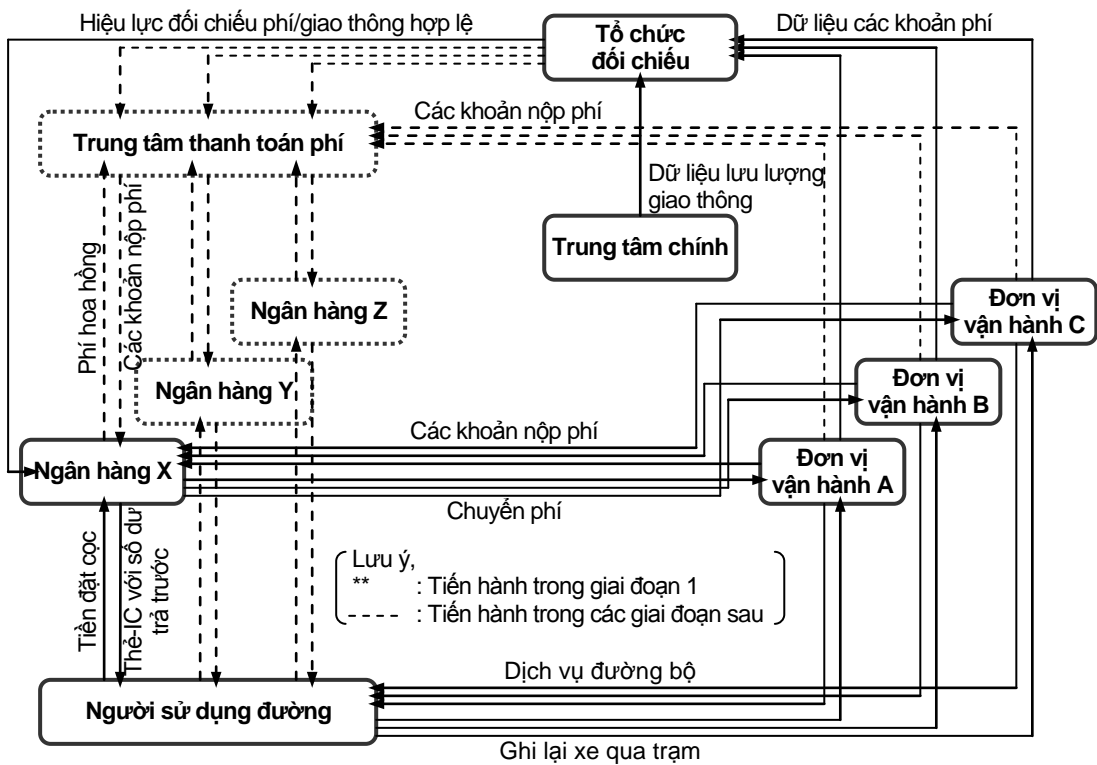 Hiệu lực đối chiếu phí/giao thông hợp lệ
Tổ chức
đối chiếu
Dữ liệu các khoản phí
Các khoản nộp phí
Trung tâm thanh toán phí
Dữ liệu lưu lượng
giao thông
Trung tâm chính
Phí hoa hồng
Các khoản nộp phí
Ngân hàng Z
Đơn vị
vận hành C
Ngân hàng Y
Đơn vị
vận hành B
Các khoản nộp phí
Ngân hàng X
Đơn vị
vận hành A
Chuyển phí
Tiền đặt cọc
Thẻ-IC với số dư
trả trước
Lưu ý,
** : Tiến hành trong giai đoạn 1
---- : Tiến hành trong các giai đoạn sau
Dịch vụ đường bộ
Người sử dụng đường
Ghi lại xe qua trạm